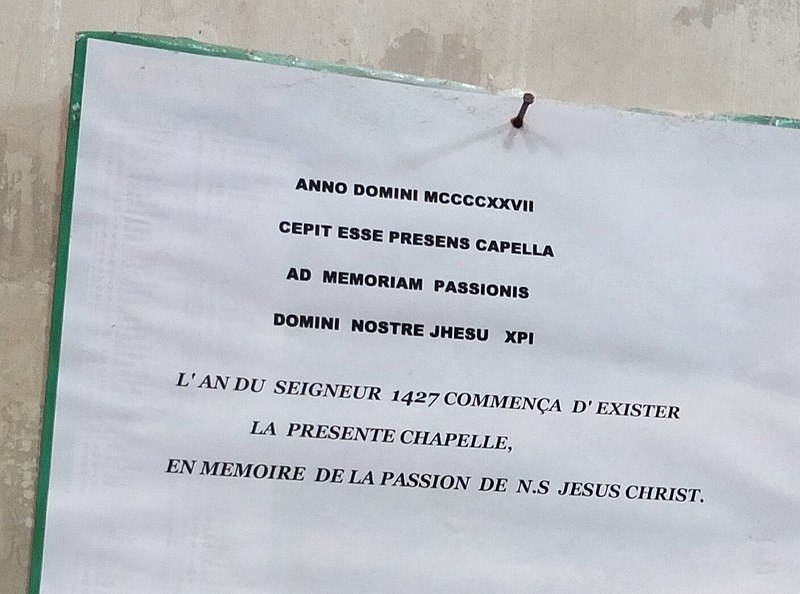 ANNO DOMINI MCCCCXXVII
CEPIT ESSE PRESENS CAPELLA
AD MEMORIAM PASSIONIS
DOMINI NOSTRE JHESU XPI
L'AN DU SEIGNEUR 1427 COMMENÇA D'EXISTER
LA PRESENTE CHAPELLE,
EN MEMOIRE DE LA PASSION DE N.S JESUS CHRIST.